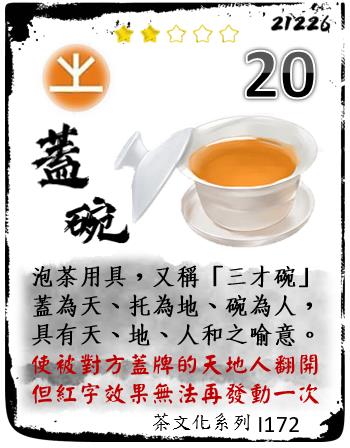 21226
20
蓋碗
泡茶用具，又稱「三才碗」
蓋為天、托為地、碗為人，
具有天、地、人和之喻意。
使被對方蓋牌的天地人翻開
但紅字效果無法再發動一次
茶文化系列 I172